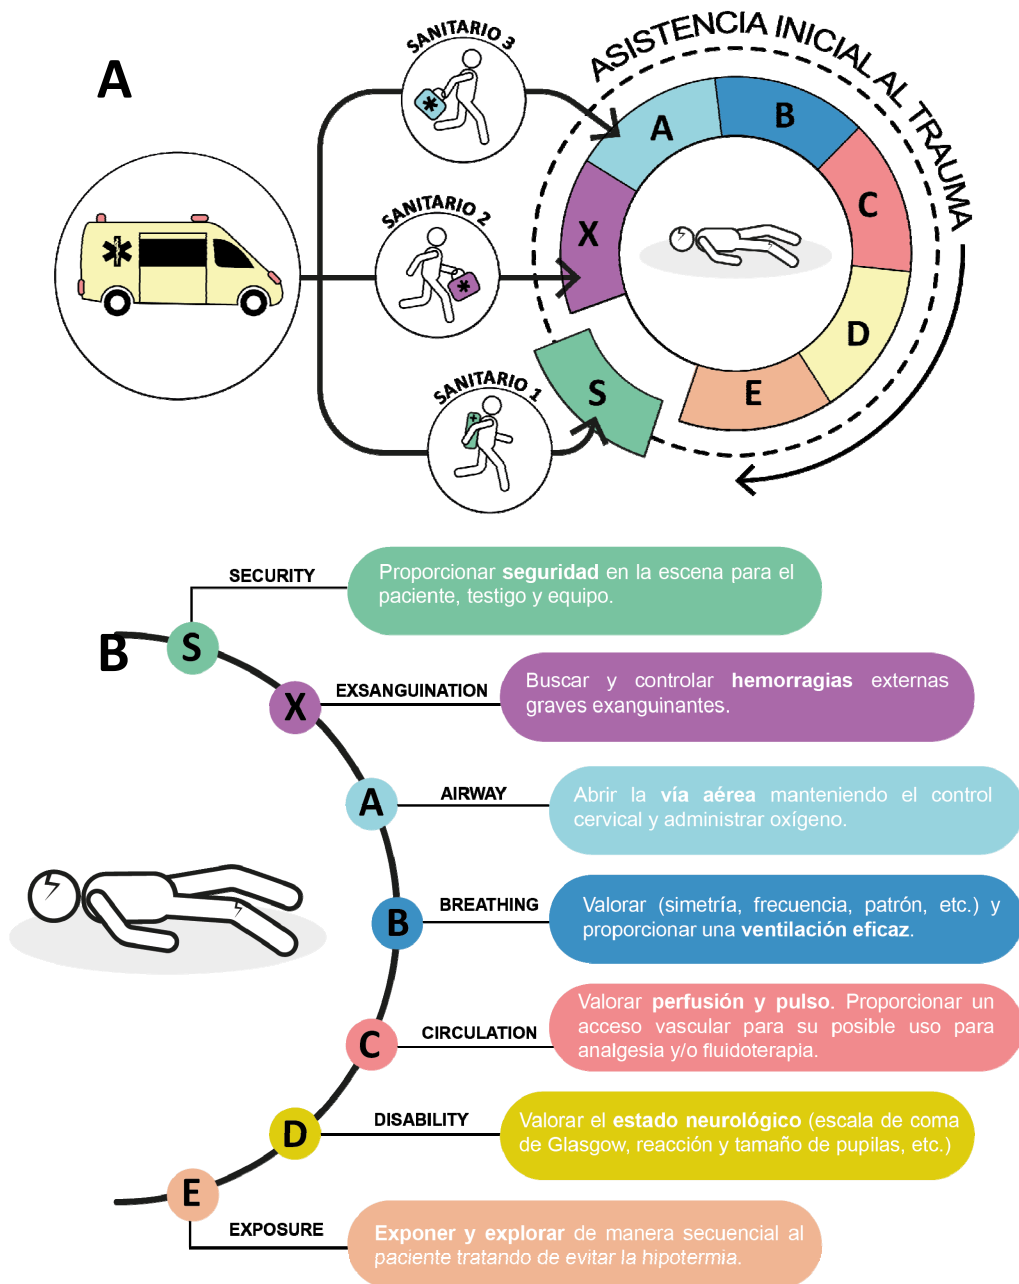 A
SANITARIO 3
SANITARIO 2
SANITARIO 1
ASISTENCIA INICIAL AL TRAUMA
S
X
A
B
C
D
E
B
S
SECURITY
Proporcionar seguridad en la escena para el
paciente, testigo y equipo.
X
EXSANGUINATION
Buscar y controlar hemorragias externas
graves exanguinantes.
A
AIRWAY
Abrir la vía aérea manteniendo el control
cervical y administrar oxígeno.
B
BREATHING
Valorar (simetría, frecuencia, patrón, etc.) y
proporcionar una ventilación eficaz.
C
CIRCULATION
Valorar perfusión y pulso. Proporcionar un
acceso vascular para su posible uso para
analgesia y/o fluidoterapia.
D
DISABILITY
Valorar el estado neurológico (escala de coma
de Glasgow, reacción y tamaño de pupilas, etc.)
E
EXPOSURE
Exponer y explorar de manera secuencial al
paciente tratando de evitar la hipotermia.